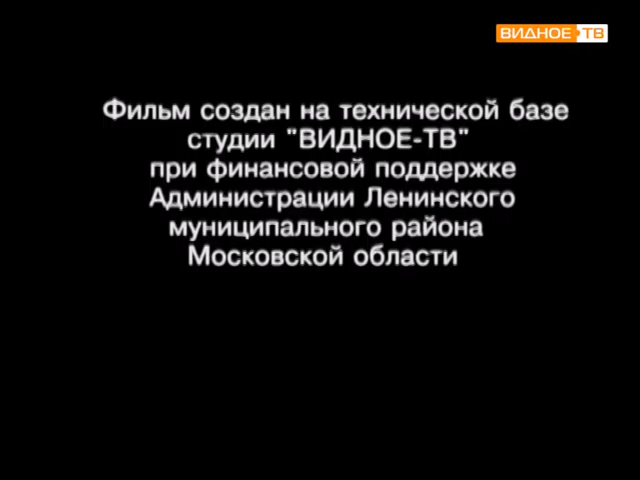 ВИДНОЕ ТВ
Фильм создан на технической базе
студии "ВИДНОЕ-ТВ"
при финансовой поддержке
Администрации Ленинского
муниципального района
Московской области